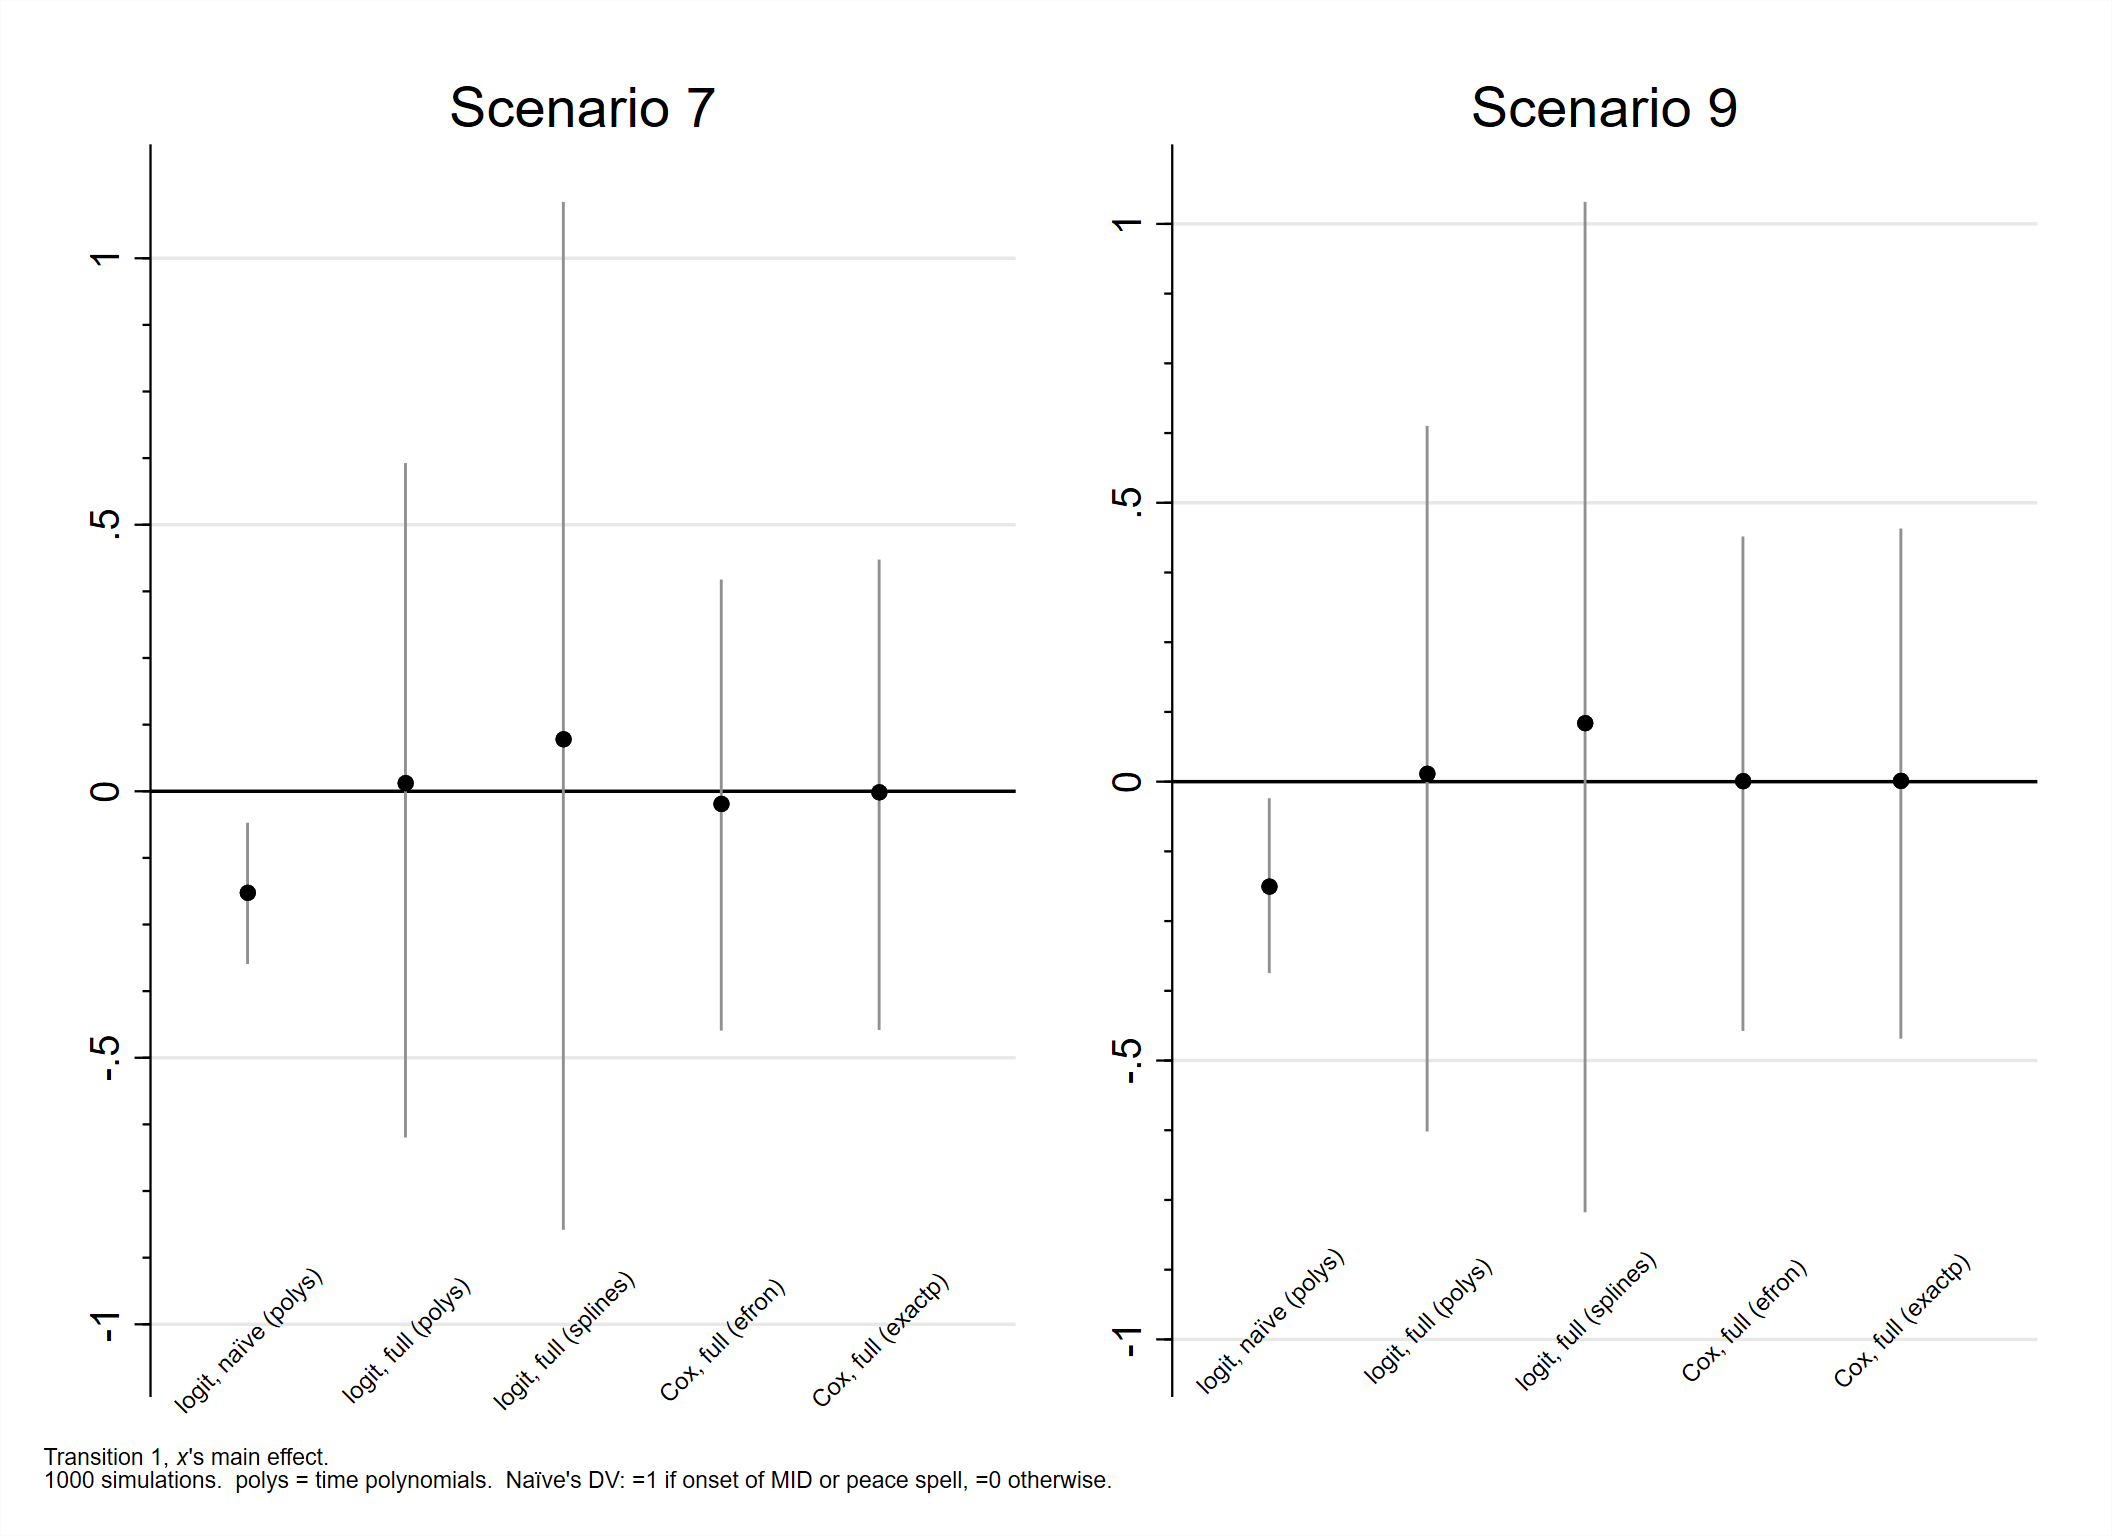 Scenario 7
1
.5
0
-.5
-1
logit, naïve (polys)
logit, full (polys)
logit, full (splines)
Cox, full (efron)
Cox, full (exactp)
Scenario 9
1
.5
0
-.5
-1
logit, naïve (polys)
logit, full (polys)
logit, full (splines)
Cox, full (efron)
Cox, full (exactp)
Transition 1, x's main effect.
1000 simulations.  polys = time polynomials.  Naïve's DV: =1 if onset of MID or peace spell, =0 otherwise.